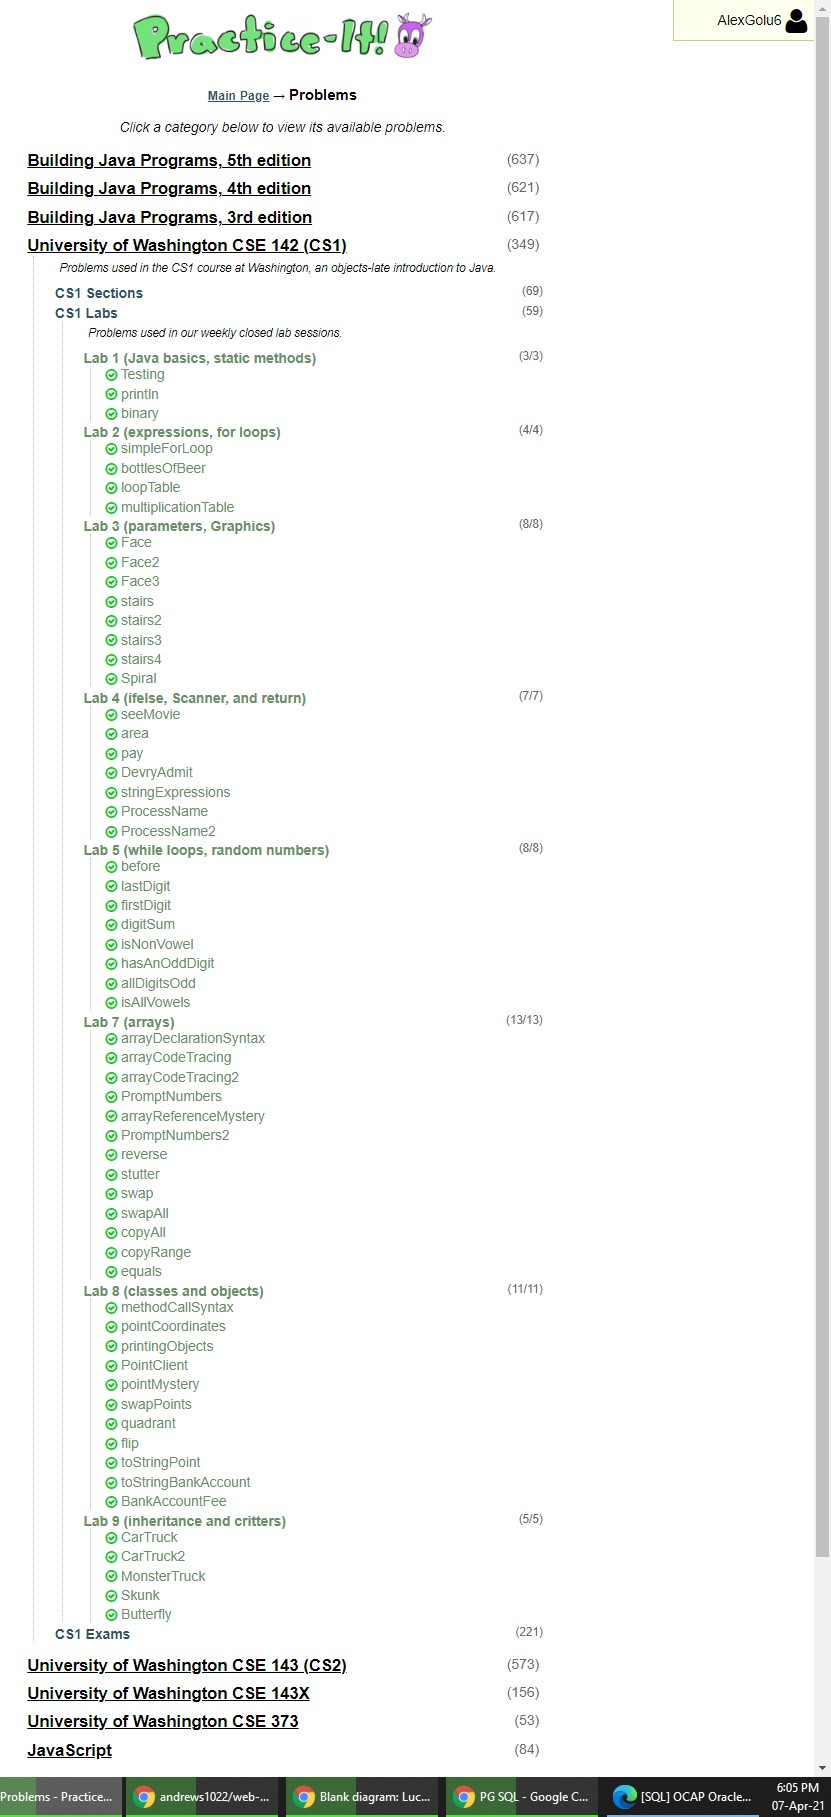 Practice-It!
AlexGolu6
Main Page → Problems
Click a category below to view its available problems.
Building Java Programs, 5th edition (637)
Building Java Programs, 4th edition (621)
Building Java Programs, 3rd edition (617)
University of Washington CSE 142 (CS1) (349)
Problems used in the CS1 course at Washington, an objects-late introduction to Java.
CS1 Sections (69)
CS1 Labs (59)
Problems used in our weekly closed lab sessions.
Lab 1 (Java basics, static methods) (3/3)
Testing
println
binary
Lab 2 (expressions, for loops) (4/4)
simpleForLoop
bottlesOfBeer
loopTable
multiplicationTable
Lab 3 (parameters, Graphics) (8/8)
Face
Face2
Face3
stairs
stairs2
stairs3
stairs4
Spiral
Lab 4 (ifelse, Scanner, and return) (7/7)
seeMovie
area
pay
DevryAdmit
stringExpressions
ProcessName
ProcessName2
Lab 5 (while loops, random numbers) (8/8)
before
lastDigit
firstDigit
digitSum
isNonVowel
hasAnOddDigit
allDigitsOdd
isAllVowels
Lab 7 (arrays) (13/13)
arrayDeclarationSyntax
arrayCodeTracing
arrayCodeTracing2
PromptNumbers
arrayReferenceMystery
PromptNumbers2
reverse
stutter
swap
swapAll
copyAll
copyRange
equals
Lab 8 (classes and objects) (11/11)
methodCallSyntax
pointCoordinates
printingObjects
PointClient
pointMystery
swapPoints
quadrant
flip
toStringPoint
toStringBankAccount
BankAccountFee
Lab 9 (inheritance and critters) (5/5)
CarTruck
CarTruck2
MonsterTruck
Skunk
Butterfly
CS1 Exams (221)
University of Washington CSE 143 (CS2) (573)
University of Washington CSE 143X (156)
University of Washington CSE 373 (53)
JavaScript (84)
Problems - Practice... andrews1022/web-... Blank diagram: Luc... PG SQL - Google C... [SQL] OCAP Oracle... 6:05 PM
07-Apr-21